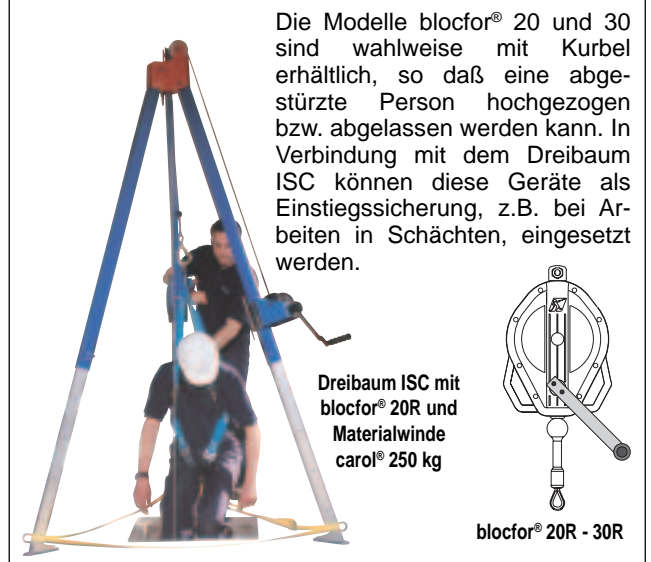 Die Modelle blocfor® 20 und 30
sind wahlweise mit Kurbel
erhältlich, so daß eine abge-
stürzte Person hochgezogen
bzw. abgelassen werden kann. In
Verbindung mit dem Dreibaum
ISC können diese Geräte als
Einstiegssicherung, z.B. bei Ar-
beiten in Schächten, eingesetzt
werden.
Dreibaum ISC mit
blocfor® 20R und
Materialwinde
carol® 250 kg
blocfor® 20R - 30R